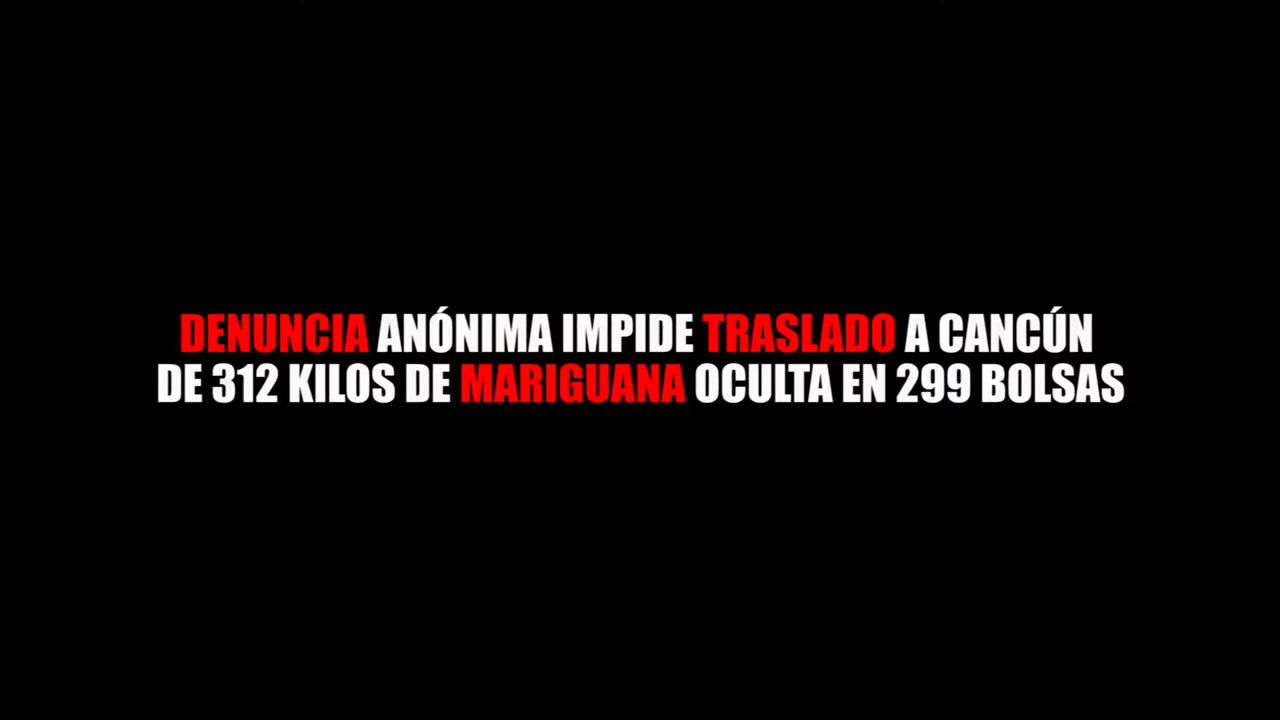 DENUNCIA ANÓNIMA IMPIDE TRASLADO A CANCÚN
DE 312 KILOS DE MARIGUANA OCULTA EN 299 BOLSAS